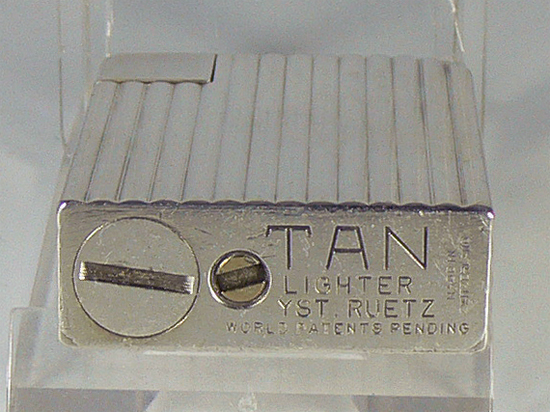 TAN
LIGHTER
YST. RUETZ
WORLD PATENTS PENDING